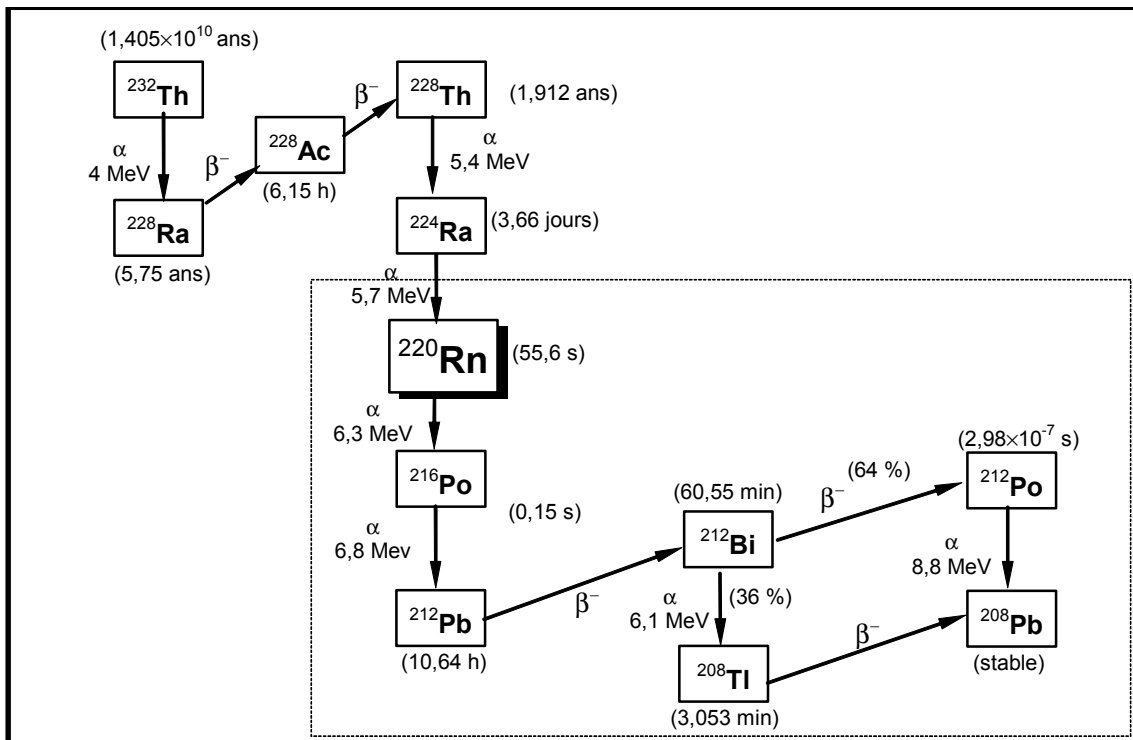 (1,405×10¹⁰ ans)
²³²Th
β⁻
²²⁸Th
(1,912 ans)
α
4 MeV
β⁻
²²⁸Ac
(6,15 h)
α
5,4 MeV
²²⁸Ra
(5,75 ans)
²²⁴Ra
(3,66 jours)
α
5,7 MeV
²²⁰Rn
(55,6 s)
α
6,3 MeV
²¹⁶Po
(0,15 s)
α
6,8 Mev
²¹²Pb
(10,64 h)
β⁻
(60,55 min)
²¹²Bi
β⁻
(64 %)
(2,98×10⁻⁷ s)
²¹²Po
α
6,1 MeV
(36 %)
α
8,8 MeV
²⁰⁸Tl
(3,053 min)
β⁻
²⁰⁸Pb
(stable)